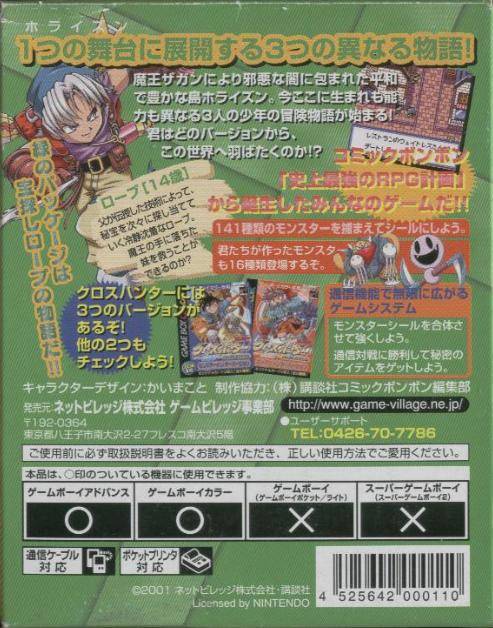 ホライズン
1つの舞台に展開する3つの異なる物語!
魔王ザガンにより邪悪な闇に包まれた平和
で豊かな島ホライズン。今ここに生まれも能
力も異なる3人の少年の冒険物語が始まる!
君はどのバージョンから、
この世界へ羽ばたくのか!?
レストランのウェイトレスさ
緑のパッケージは
宝探しロープの物語だ!!
ロープ【14歳】
父が伝授した技術によって、
秘宝を次々に探し当てて
いく冷静沈着なロープ。
魔王の手に落ちた
妹を救うことが
できるのか?
コミックボンボン
「史上最強のRPG計画」
から誕生したみんなのゲームだ!!
141種類のモンスターを捕まえてシールにしよう。
君たちが作ったモンスター
も16種類登場するぞ。
クロスハンターには
3つのバージョンが
あるぞ!
他の2つも
チェックしよう!
GAME BOY
通信機能で無限に広がる
ゲームシステム
モンスターシールを合体さ
せて強くしよう。
通信対戦に勝利して秘密の
アイテムをゲットしよう。
キャラクターデザイン:かいまこと 制作協力:(株)講談社コミックボンボン編集部
発売元:ネットビレッジ株式会社 ゲームビレッジ事業部
http://www.game-village.ne.jp/
〒192-0364
東京都八王子市南大沢2-27フレスコ南大沢5階
●ユーザーサポート
TEL:0426-70-7786
ご使用前に必ず取扱説明書をよくお読みいただき、正しい使用方法でご愛用ください。
本品は、○印のついている機器に使用できます。
ゲームボーイアドバンス
ゲームボーイカラー
ゲームボーイ
(ゲームボーイポケット/ライト)
スーパーゲームボーイ
(スーパーゲームボーイ2)
○ ○ × ×
通信ケーブル
対応
ポケットプリンタ
対応
©2001 ネットビレッジ株式会社・講談社
Licensed by NINTENDO
4 525642 000110